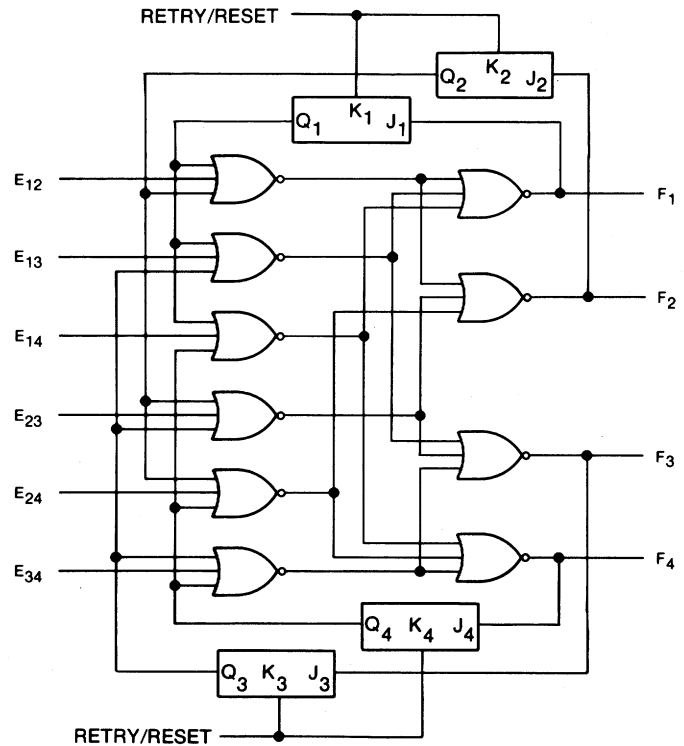 RETRY/RESET
Q2 K2 J2
Q1 K1 J1
E12
F1
E13
F2
E14
E23
F3
E24
F4
E34
Q4 K4 J4
Q3 K3 J3
RETRY/RESET